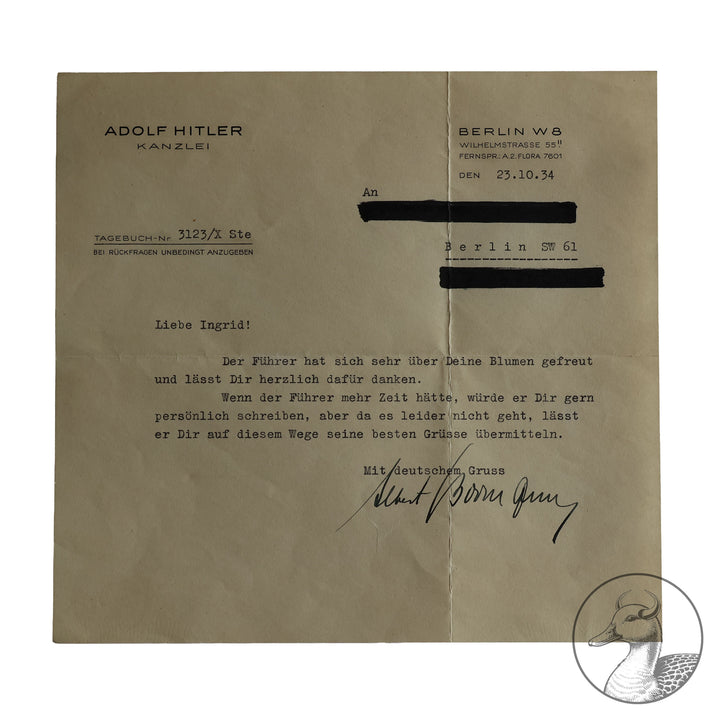 ADOLF HITLER
KANZLEI
BERLIN W8
WILHELMSTRASSE 55II
FERNSPR.: A.2. FLORA 7601
DEN 23.10.34
An
TAGEBUCH-Nr 3123/X Ste
BEI RÜCKFRAGEN UNBEDINGT ANZUGEBEN
Berlin SW 61
Liebe Ingrid!
Der Führer hat sich sehr über Deine Blumen gefreut
und lässt Dir herzlich dafür danken.
Wenn der Führer mehr Zeit hätte, würde er Dir gern
persönlich schreiben, aber da es leider nicht geht, lässt
er Dir auf diesem Wege seine besten Grüsse übermitteln.
Mit deutschem Gruss
Albert Bormann